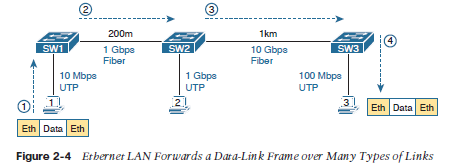 ② ③
200m 1km
SW1 1 Gbps SW2 10 Gbps SW3 ④
Fiber Fiber
10 Mbps 1 Gbps 100 Mbps
UTP UTP UTP
① 1 2 3
Eth Data Eth
Eth Data Eth
Figure 2-4 Ethernet LAN Forwards a Data-Link Frame over Many Types of Links